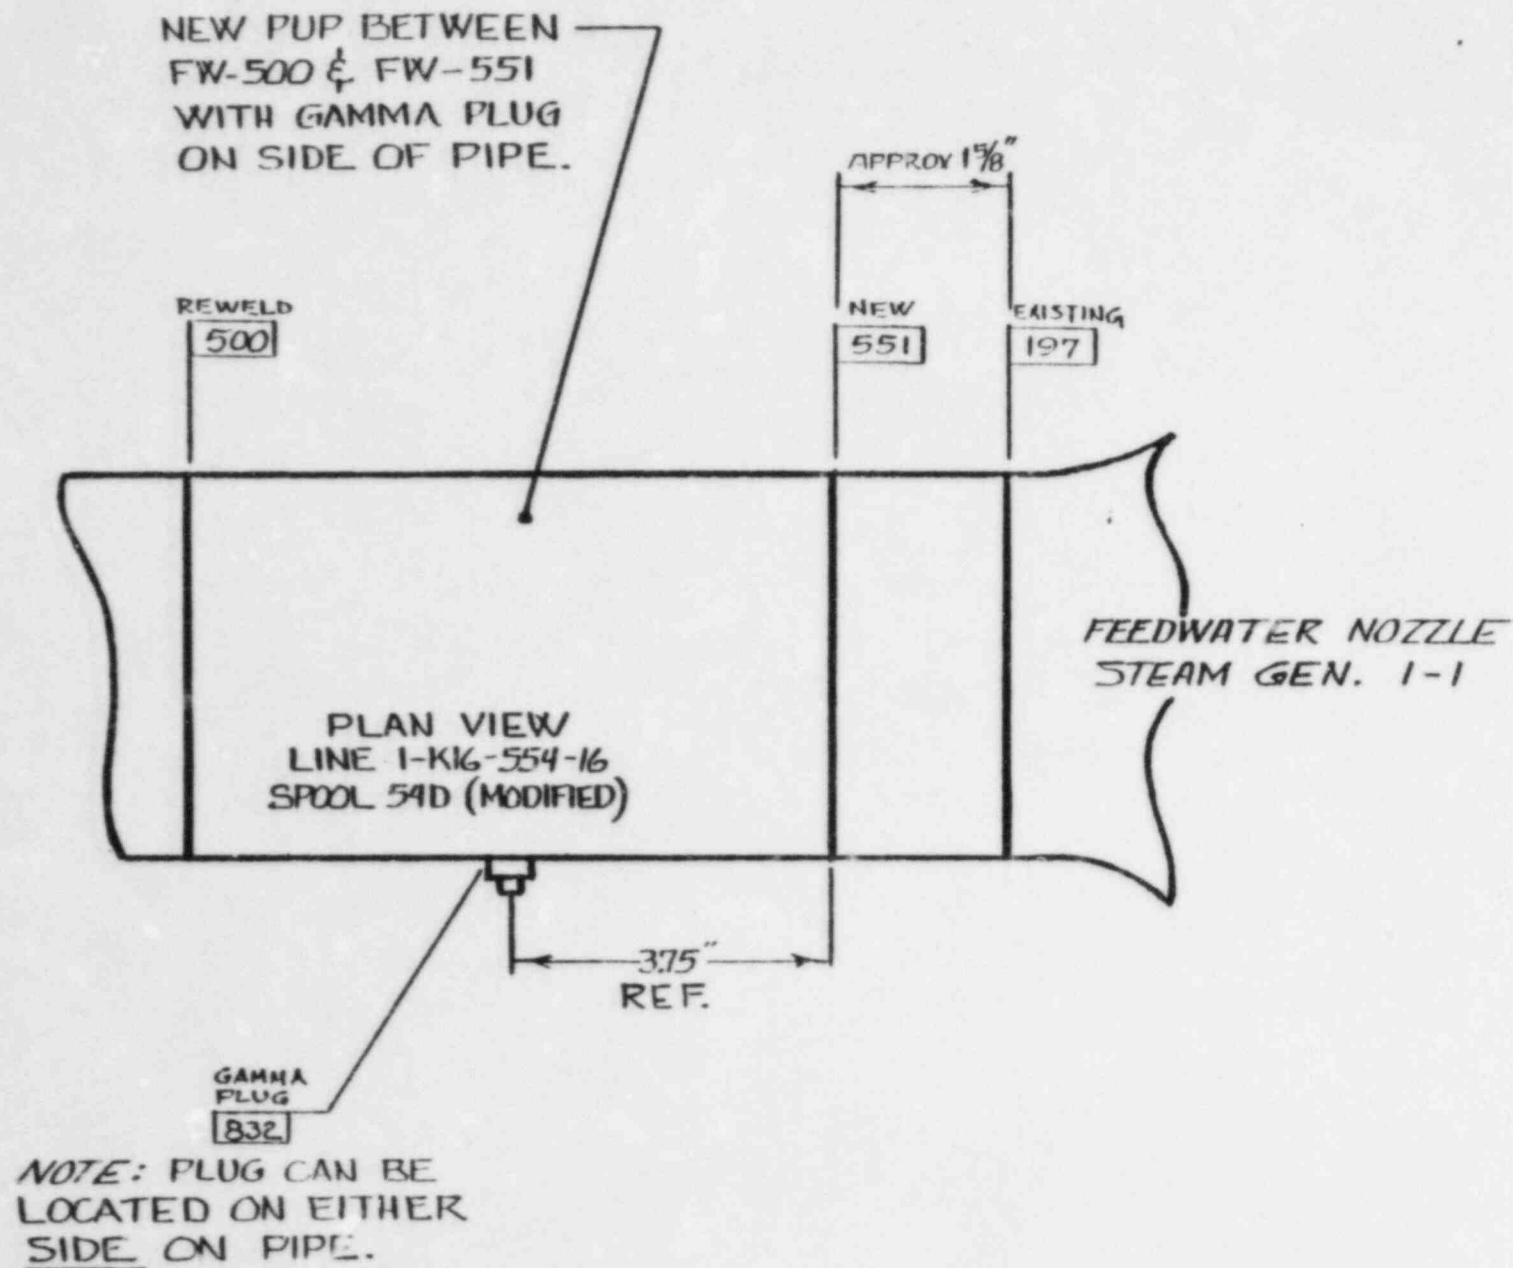 NEW PUP BETWEEN
FW-500 & FW-551
WITH GAMMA PLUG
ON SIDE OF PIPE.
APPROX 1 5/8"
REWELD
500
NEW
551
EXISTING
197
FEEDWATER NOZZLE
STEAM GEN. 1-1
PLAN VIEW
LINE 1-K16-554-16
SPOOL 54D (MODIFIED)
3.75"
REF.
GAMMA
PLUG
832
NOTE: PLUG CAN BE
LOCATED ON EITHER
SIDE ON PIPE.